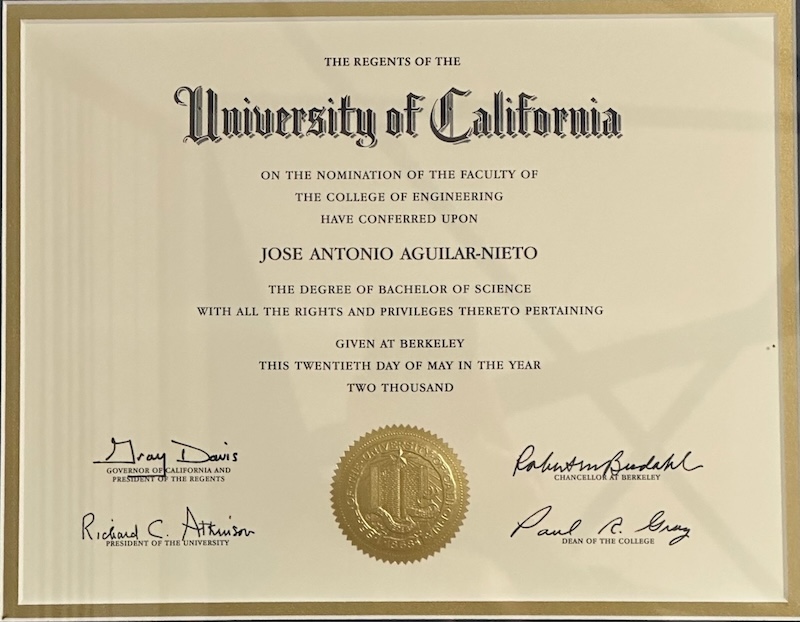 THE REGENTS OF THE
University of California
ON THE NOMINATION OF THE FACULTY OF
THE COLLEGE OF ENGINEERING
HAVE CONFERRED UPON
JOSE ANTONIO AGUILAR-NIETO
THE DEGREE OF BACHELOR OF SCIENCE
WITH ALL THE RIGHTS AND PRIVILEGES THERETO PERTAINING
GIVEN AT BERKELEY
THIS TWENTIETH DAY OF MAY IN THE YEAR
TWO THOUSAND
Gray Davis
GOVERNOR OF CALIFORNIA AND
PRESIDENT OF THE REGENTS
Richard C. Atkinson
PRESIDENT OF THE UNIVERSITY
Robert M Berdahl
CHANCELLOR AT BERKELEY
Paul R. Gray
DEAN OF THE COLLEGE